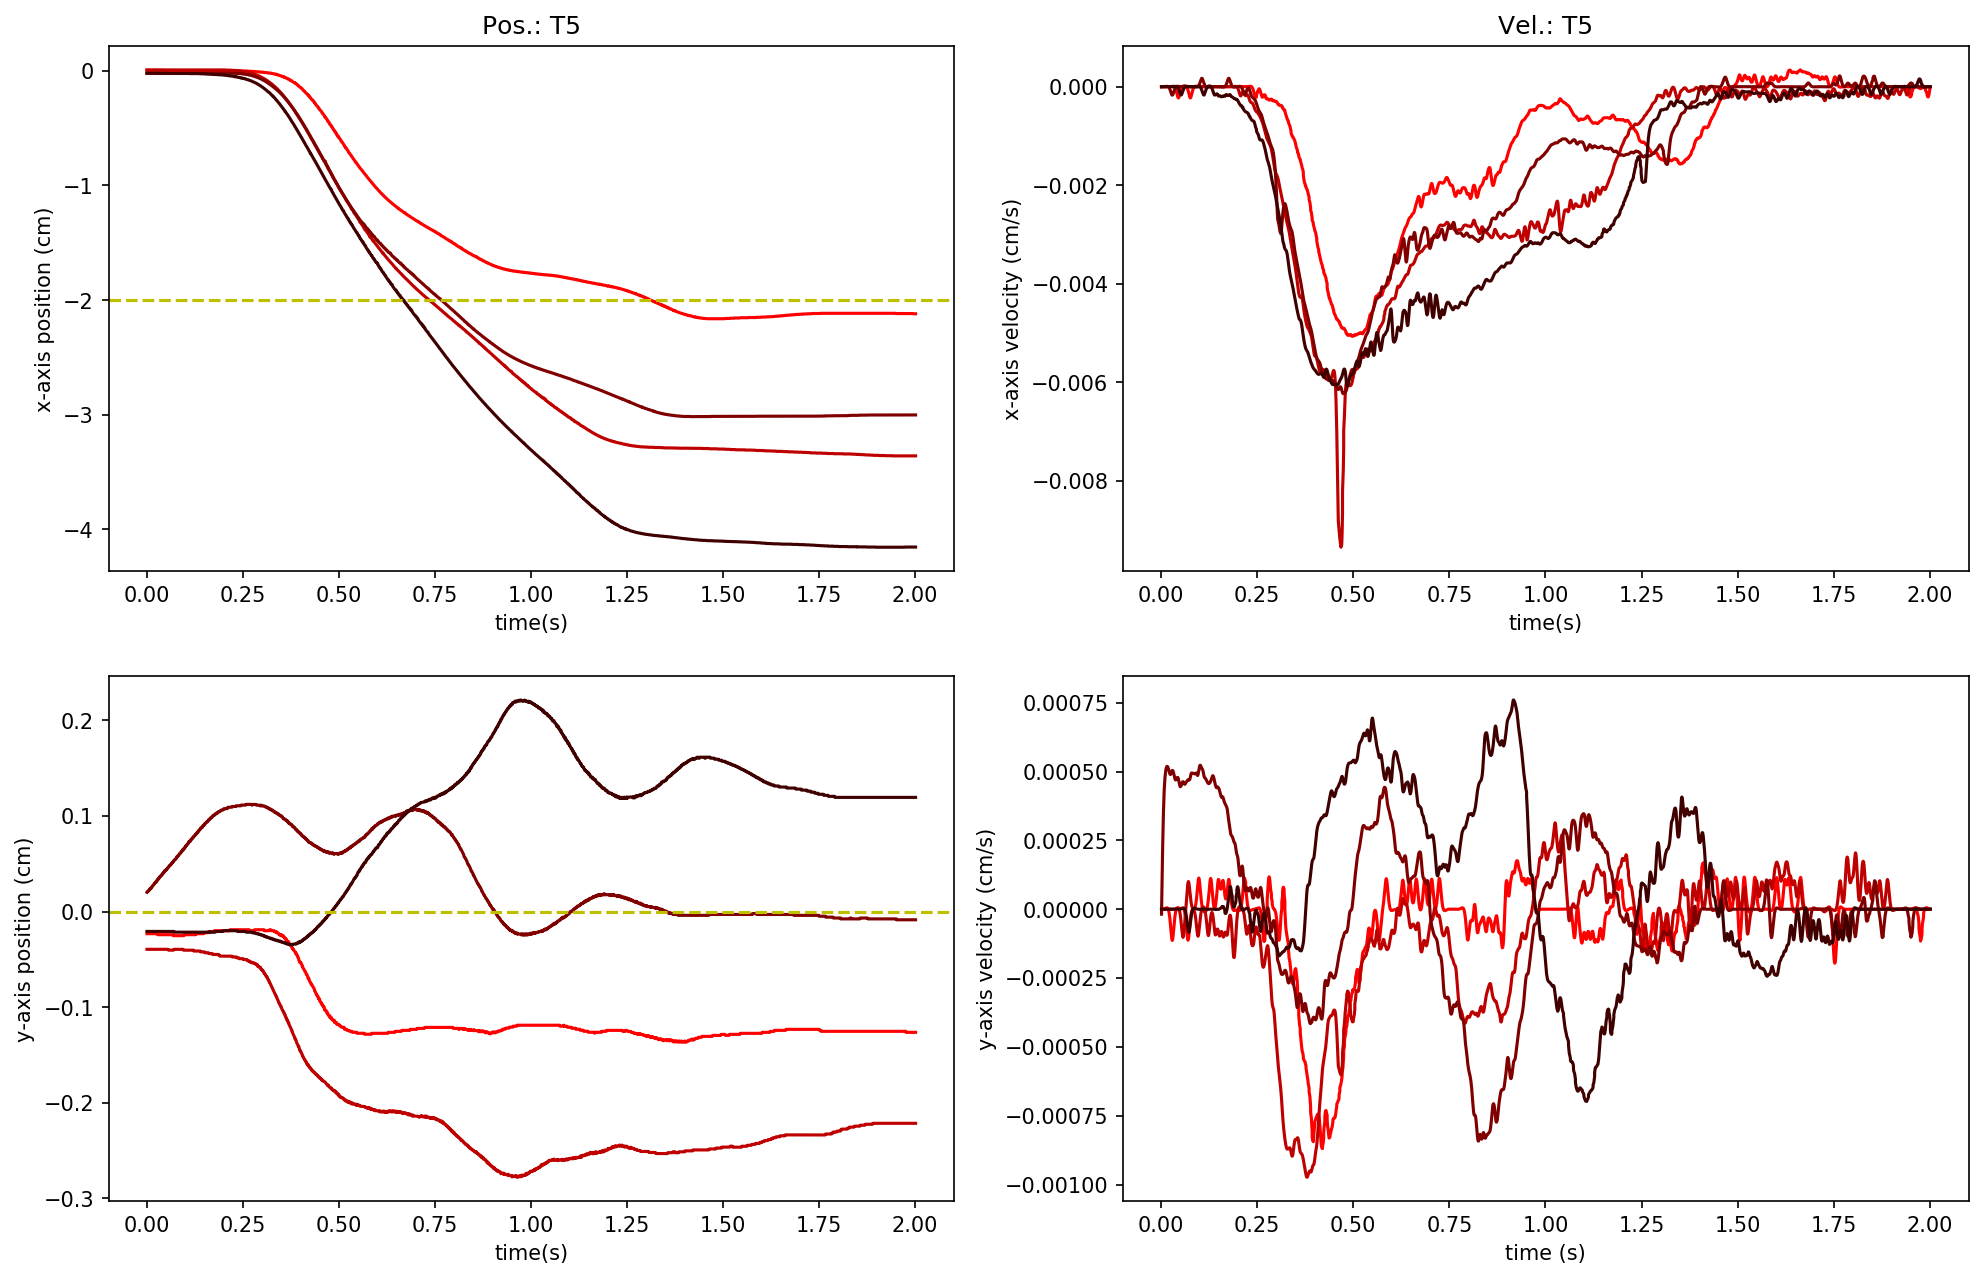 Pos.: T5
0
−1
−2
−3
−4
x-axis position (cm)
0.00 0.25 0.50 0.75 1.00 1.25 1.50 1.75 2.00
time(s)
Vel.: T5
0.000
−0.002
−0.004
−0.006
−0.008
x-axis velocity (cm/s)
0.00 0.25 0.50 0.75 1.00 1.25 1.50 1.75 2.00
time(s)
0.2
0.1
0.0
−0.1
−0.2
−0.3
y-axis position (cm)
0.00 0.25 0.50 0.75 1.00 1.25 1.50 1.75 2.00
time(s)
0.00075
0.00050
0.00025
0.00000
−0.00025
−0.00050
−0.00075
−0.00100
y-axis velocity (cm/s)
0.00 0.25 0.50 0.75 1.00 1.25 1.50 1.75 2.00
time (s)